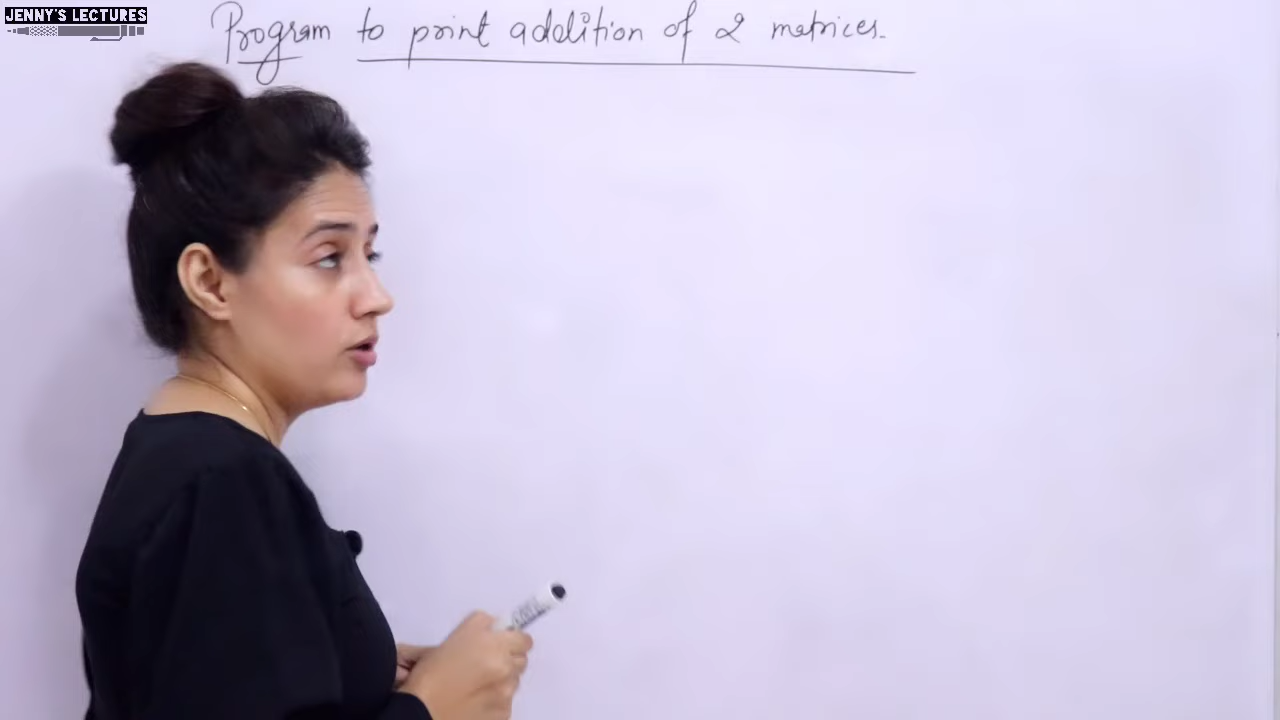 JENNY'S LECTURES
Program to print addition of 2 matrices.